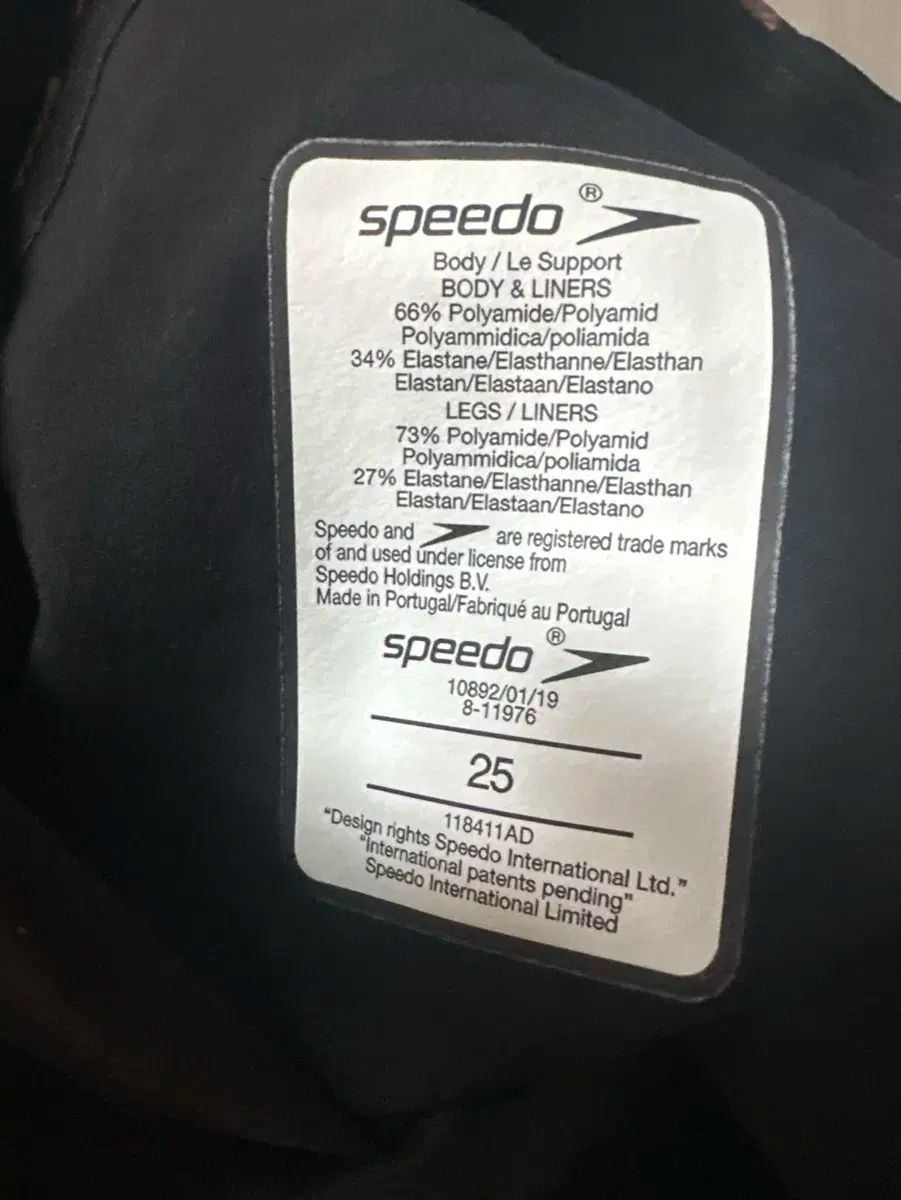 speedo®
Body / Le Support
BODY & LINERS
66% Polyamide/Polyamid
Polyammidica/poliamida
34% Elastane/Elasthanne/Elasthan
Elastan/Elastaan/Elastano
LEGS / LINERS
73% Polyamide/Polyamid
Polyammidica/poliamida
27% Elastane/Elasthanne/Elasthan
Elastan/Elastaan/Elastano
Speedo and are registered trade marks
of and used under license from
Speedo Holdings B.V.
Made in Portugal/Fabriqué au Portugal
speedo®
10892/01/19
8-11976
25
118411AD
"Design rights Speedo International Ltd."
"International patents pending"
Speedo International Limited